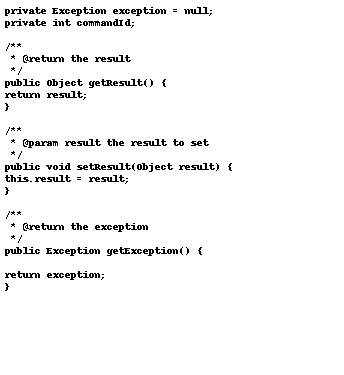 private Exception exception = null;
private int commandId;

/**
 * @return the result
 */
public Object getResult() {
return result;
}

/**
 * @param result the result to set
 */
public void setResult(Object result) {
this.result = result;
}

/**
 * @return the exception
 */
public Exception getException() {

return exception;
}